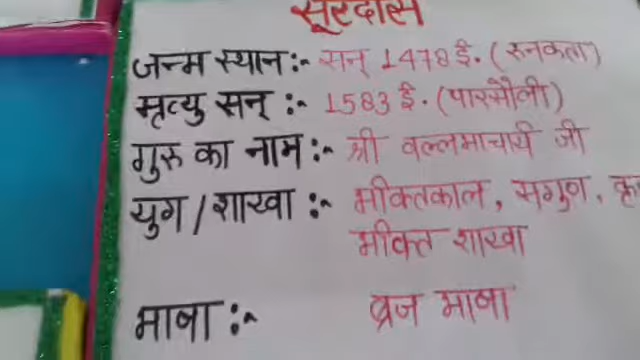 सूरदास
जन्म स्थान :- सन् 1478 ई. (रुनकता)
मृत्यु सन् :- 1583 ई. (पारसौली)
गुरु का नाम :- श्री वल्लभाचार्य जी
युग/शाखा :- भक्तिकाल, सगुण,
भक्ति शाखा
भाषा :- ब्रज भाषा